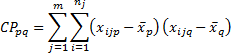 CP_{pq} = \sum_{j=1}^{m} \sum_{i=1}^{n_j} (x_{ijp} - \bar{x}_p)(x_{ijq} - \bar{x}_q)